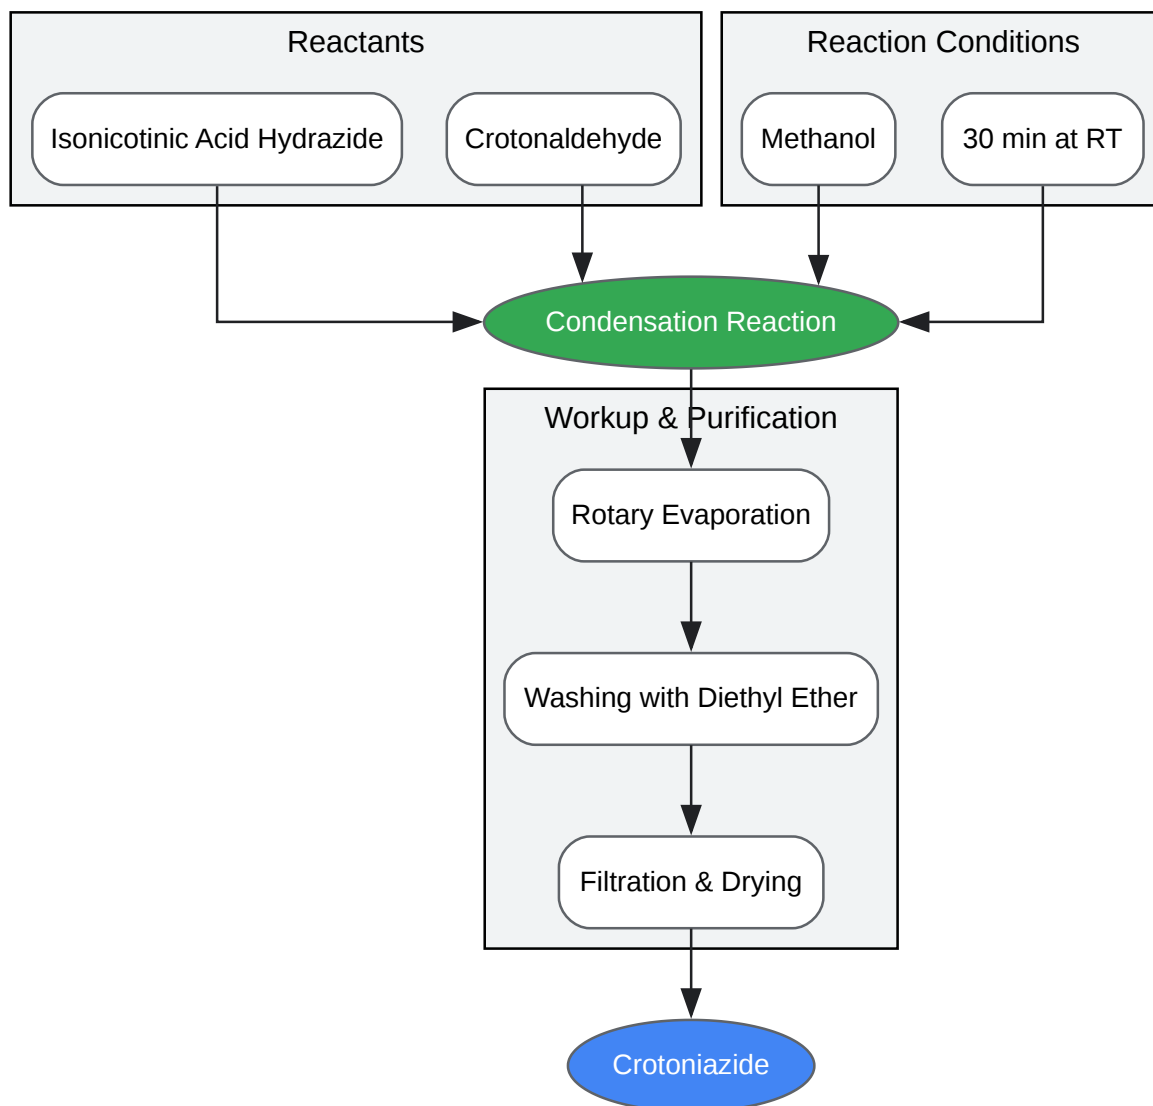 Reactants
Reaction Conditions
Isonicotinic Acid Hydrazide
Crotonaldehyde
Methanol
30 min at RT
Condensation Reaction
Workup & Purification
Rotary Evaporation
Washing with Diethyl Ether
Filtration & Drying
Crotoniazide